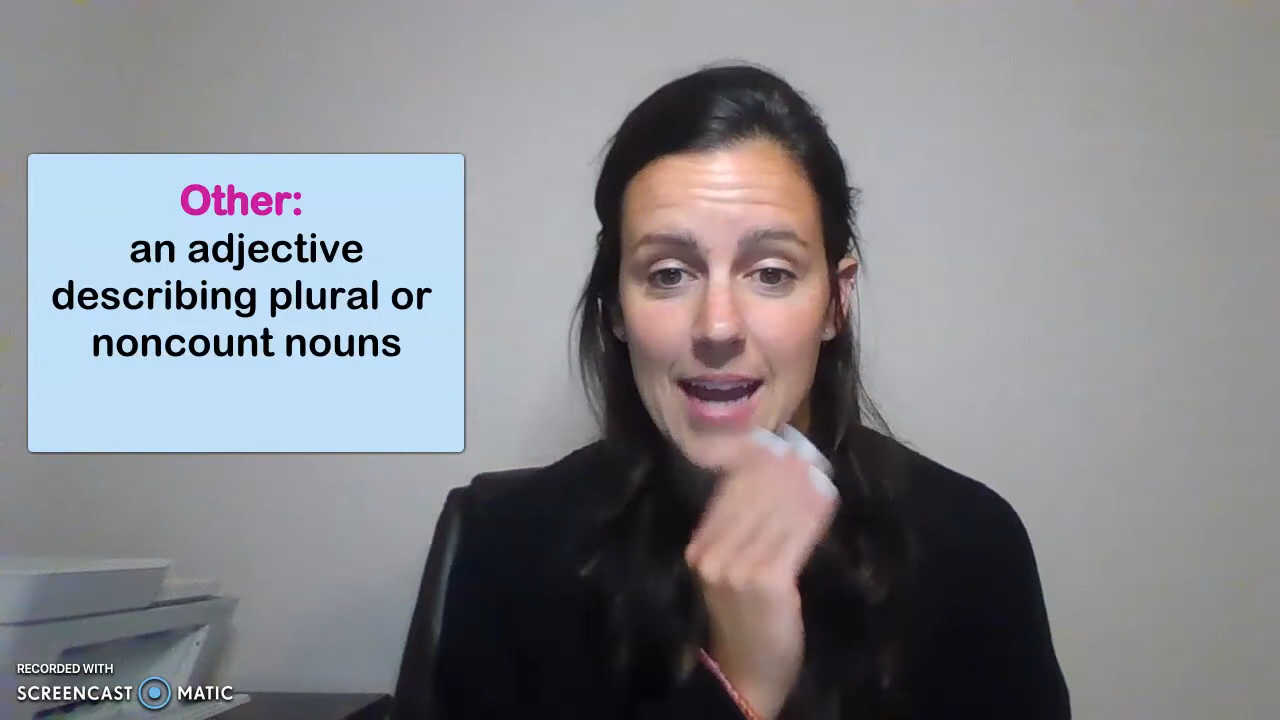 Other:
an adjective
describing plural or
noncount nouns
RECORDED WITH
SCREENCAST MATIC